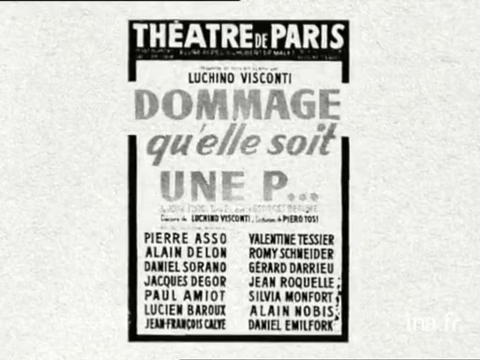 THÉATRE DE PARIS
LUCHINO VISCONTI
DOMMAGE
qu'elle soit
UNE P...
LUCHINO VISCONTI, Costumes de PIERO TOSI
PIERRE ASSO
ALAIN DELON
DANIEL SORANO
JACQUES DEGOR
PAUL AMIOT
LUCIEN BAROUX
JEAN-FRANÇOIS CALVÉ
VALENTINE TESSIER
ROMY SCHNEIDER
GÉRARD DARRIEU
JEAN ROQUELLE
SILVIA MONFORT
ALAIN NOBIS
DANIEL EMILFORK
ina.fr